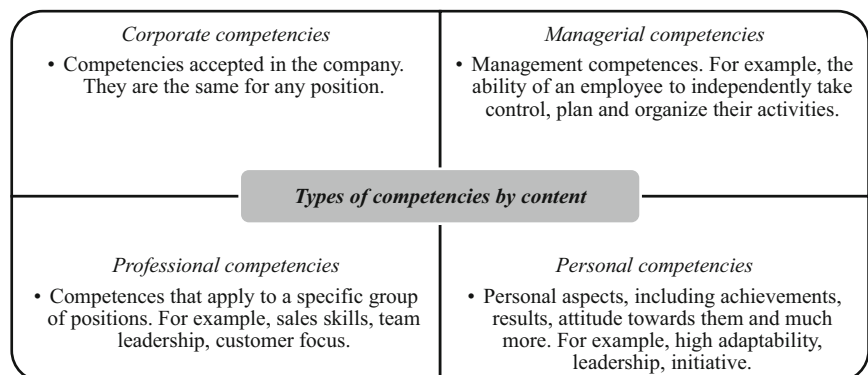 Corporate competencies
• Competencies accepted in the company.
They are the same for any position.
Managerial competencies
• Management competences. For example, the
ability of an employee to independently take
control, plan and organize their activities.
Types of competencies by content
Professional competencies
• Competences that apply to a specific group
of positions. For example, sales skills, team
leadership, customer focus.
Personal competencies
• Personal aspects, including achievements,
results, attitude towards them and much
more. For example, high adaptability,
leadership, initiative.